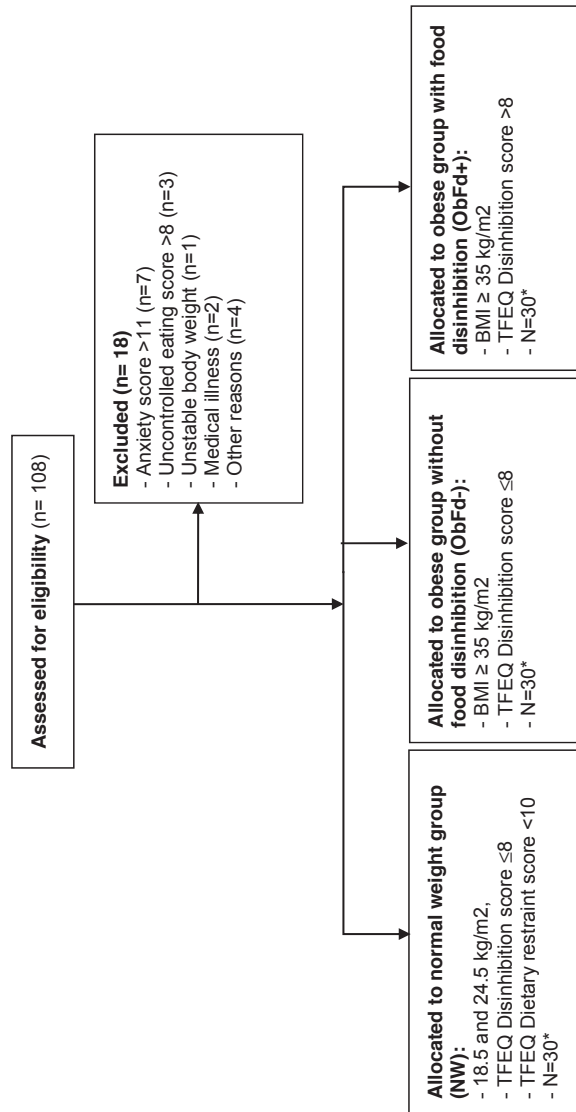 Assessed for eligibility (n= 108)
Excluded (n= 18)
- Anxiety score >11 (n=7)
- Uncontrolled eating score >8 (n=3)
- Unstable body weight (n=1)
- Medical illness (n=2)
- Other reasons (n=4)
Allocated to normal weight group
(NW):
- 18.5 and 24.5 kg/m2,
- TFEQ Disinhibition score ≤8
- TFEQ Dietary restraint score <10
- N=30*
Allocated to obese group without
food disinhibition (ObFd-):
- BMI ≥ 35 kg/m2
- TFEQ Disinhibition score ≤8
- N=30*
Allocated to obese group with food
disinhibition (ObFd+):
- BMI ≥ 35 kg/m2
- TFEQ Disinhibition score >8
- N=30*